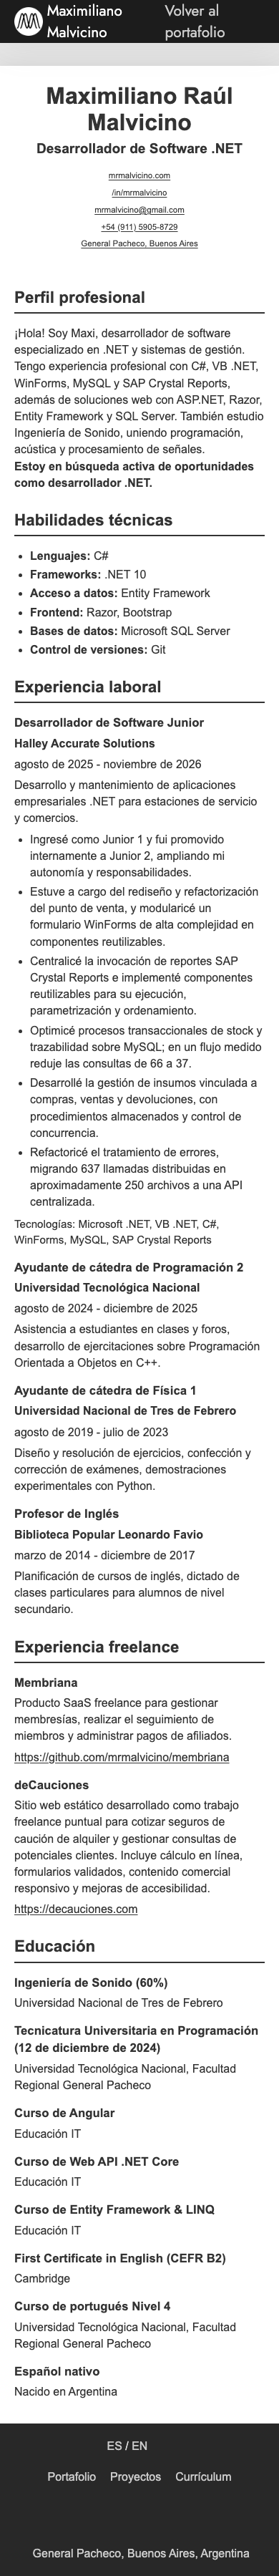 Maximiliano
Malvicino
Volver al
portafolio
Maximiliano Raúl
Malvicino
Desarrollador de Software .NET
mrmalvicino.com
/in/mrmalvicino
mrmalvicino@gmail.com
+54 (911) 5905-8729
General Pacheco, Buenos Aires
Perfil profesional
¡Hola! Soy Maxi, desarrollador de software
especializado en .NET y sistemas de gestión.
Tengo experiencia profesional con C#, VB .NET,
WinForms, MySQL y SAP Crystal Reports,
además de soluciones web con ASP.NET, Razor,
Entity Framework y SQL Server. También estudio
Ingeniería de Sonido, uniendo programación,
acústica y procesamiento de señales.
Estoy en búsqueda activa de oportunidades
como desarrollador .NET.
Habilidades técnicas
• Lenguajes: C#
• Frameworks: .NET 10
• Acceso a datos: Entity Framework
• Frontend: Razor, Bootstrap
• Bases de datos: Microsoft SQL Server
• Control de versiones: Git
Experiencia laboral
Desarrollador de Software Junior
Halley Accurate Solutions
agosto de 2025 - noviembre de 2026
Desarrollo y mantenimiento de aplicaciones
empresariales .NET para estaciones de servicio
y comercios.
• Ingresé como Junior 1 y fui promovido
internamente a Junior 2, ampliando mi
autonomía y responsabilidades.
• Estuve a cargo del rediseño y refactorización
del punto de venta, y modularicé un
formulario WinForms de alta complejidad en
componentes reutilizables.
• Centralicé la invocación de reportes SAP
Crystal Reports e implementé componentes
reutilizables para su ejecución,
parametrización y ordenamiento.
• Optimicé procesos transaccionales de stock y
trazabilidad sobre MySQL; en un flujo medido
reduje las consultas de 66 a 37.
• Desarrollé la gestión de insumos vinculada a
compras, ventas y devoluciones, con
procedimientos almacenados y control de
concurrencia.
• Refactoricé el tratamiento de errores,
migrando 637 llamadas distribuidas en
aproximadamente 250 archivos a una API
centralizada.
Tecnologías: Microsoft .NET, VB .NET, C#,
WinForms, MySQL, SAP Crystal Reports
Ayudante de cátedra de Programación 2
Universidad Tecnológica Nacional
agosto de 2024 - diciembre de 2025
Asistencia a estudiantes en clases y foros,
desarrollo de ejercitaciones sobre Programación
Orientada a Objetos en C++.
Ayudante de cátedra de Física 1
Universidad Nacional de Tres de Febrero
agosto de 2019 - julio de 2023
Diseño y resolución de ejercicios, confección y
corrección de exámenes, demostraciones
experimentales con Python.
Profesor de Inglés
Biblioteca Popular Leonardo Favio
marzo de 2014 - diciembre de 2017
Planificación de cursos de inglés, dictado de
clases particulares para alumnos de nivel
secundario.
Experiencia freelance
Membriana
Producto SaaS freelance para gestionar
membresías, realizar el seguimiento de
miembros y administrar pagos de afiliados.
https://github.com/mrmalvicino/membriana
deCauciones
Sitio web estático desarrollado como trabajo
freelance puntual para cotizar seguros de
caución de alquiler y gestionar consultas de
potenciales clientes. Incluye cálculo en línea,
formularios validados, contenido comercial
responsivo y mejoras de accesibilidad.
https://decauciones.com
Educación
Ingeniería de Sonido (60%)
Universidad Nacional de Tres de Febrero
Tecnicatura Universitaria en Programación
(12 de diciembre de 2024)
Universidad Tecnológica Nacional, Facultad
Regional General Pacheco
Curso de Angular
Educación IT
Curso de Web API .NET Core
Educación IT
Curso de Entity Framework & LINQ
Educación IT
First Certificate in English (CEFR B2)
Cambridge
Curso de portugués Nivel 4
Universidad Tecnológica Nacional, Facultad
Regional General Pacheco
Español nativo
Nacido en Argentina
ES / EN
Portafolio Proyectos Currículum
General Pacheco, Buenos Aires, Argentina